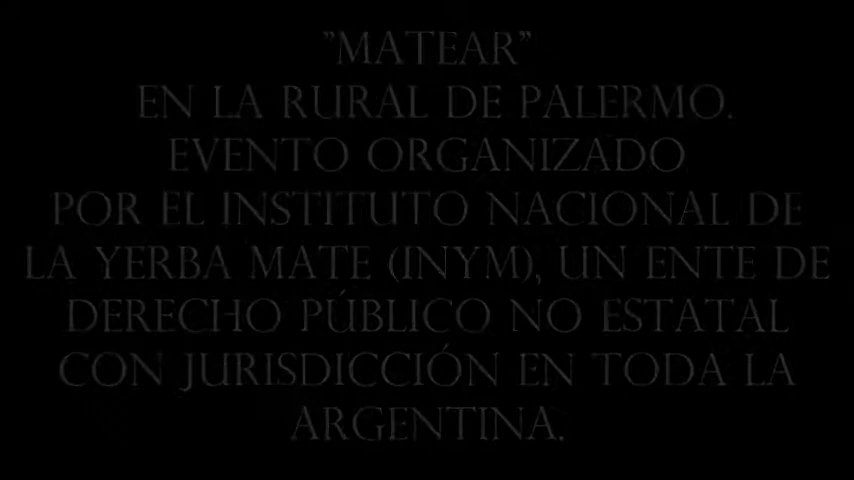 "MATEAR"
EN LA RURAL DE PALERMO.
EVENTO ORGANIZADO
POR EL INSTITUTO NACIONAL DE
LA YERBA MATE (INYM), UN ENTE DE
DERECHO PÚBLICO NO ESTATAL
CON JURISDICCIÓN EN TODA LA
ARGENTINA.